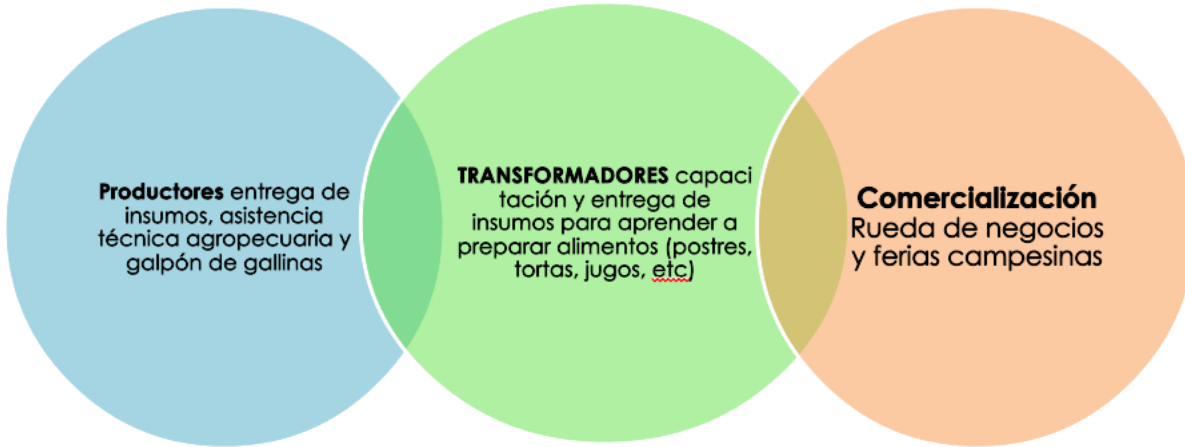 Productores entrega de
insumos, asistencia
técnica agropecuaria y
galpón de gallinas
TRANSFORMADORES capaci
tación y entrega de
insumos para aprender a
preparar alimentos (postres,
tortas, jugos, etc)
Comercialización
Rueda de negocios
y ferias campesinas